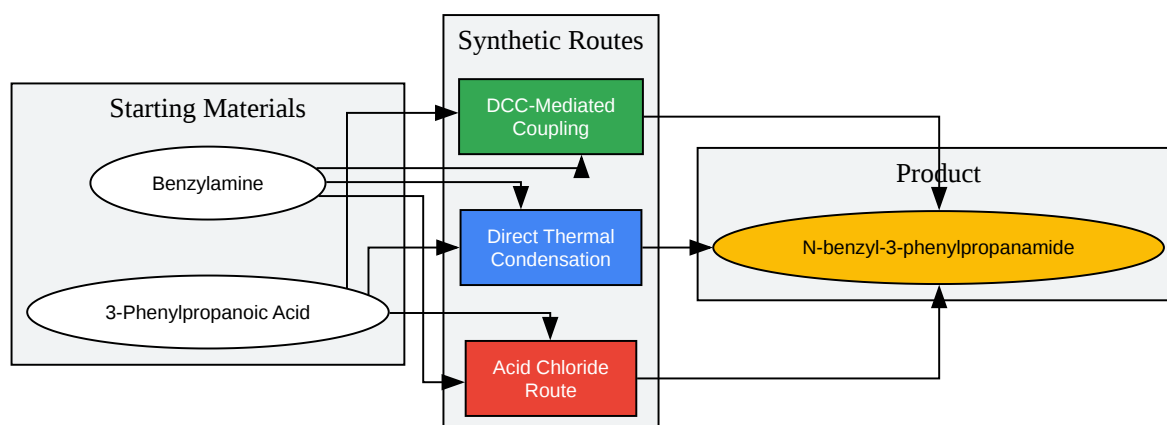 Starting Materials
Benzylamine
3-Phenylpropanoic Acid
Synthetic Routes
DCC-Mediated
Coupling
Direct Thermal
Condensation
Acid Chloride
Route
Product
N-benzyl-3-phenylpropanamide